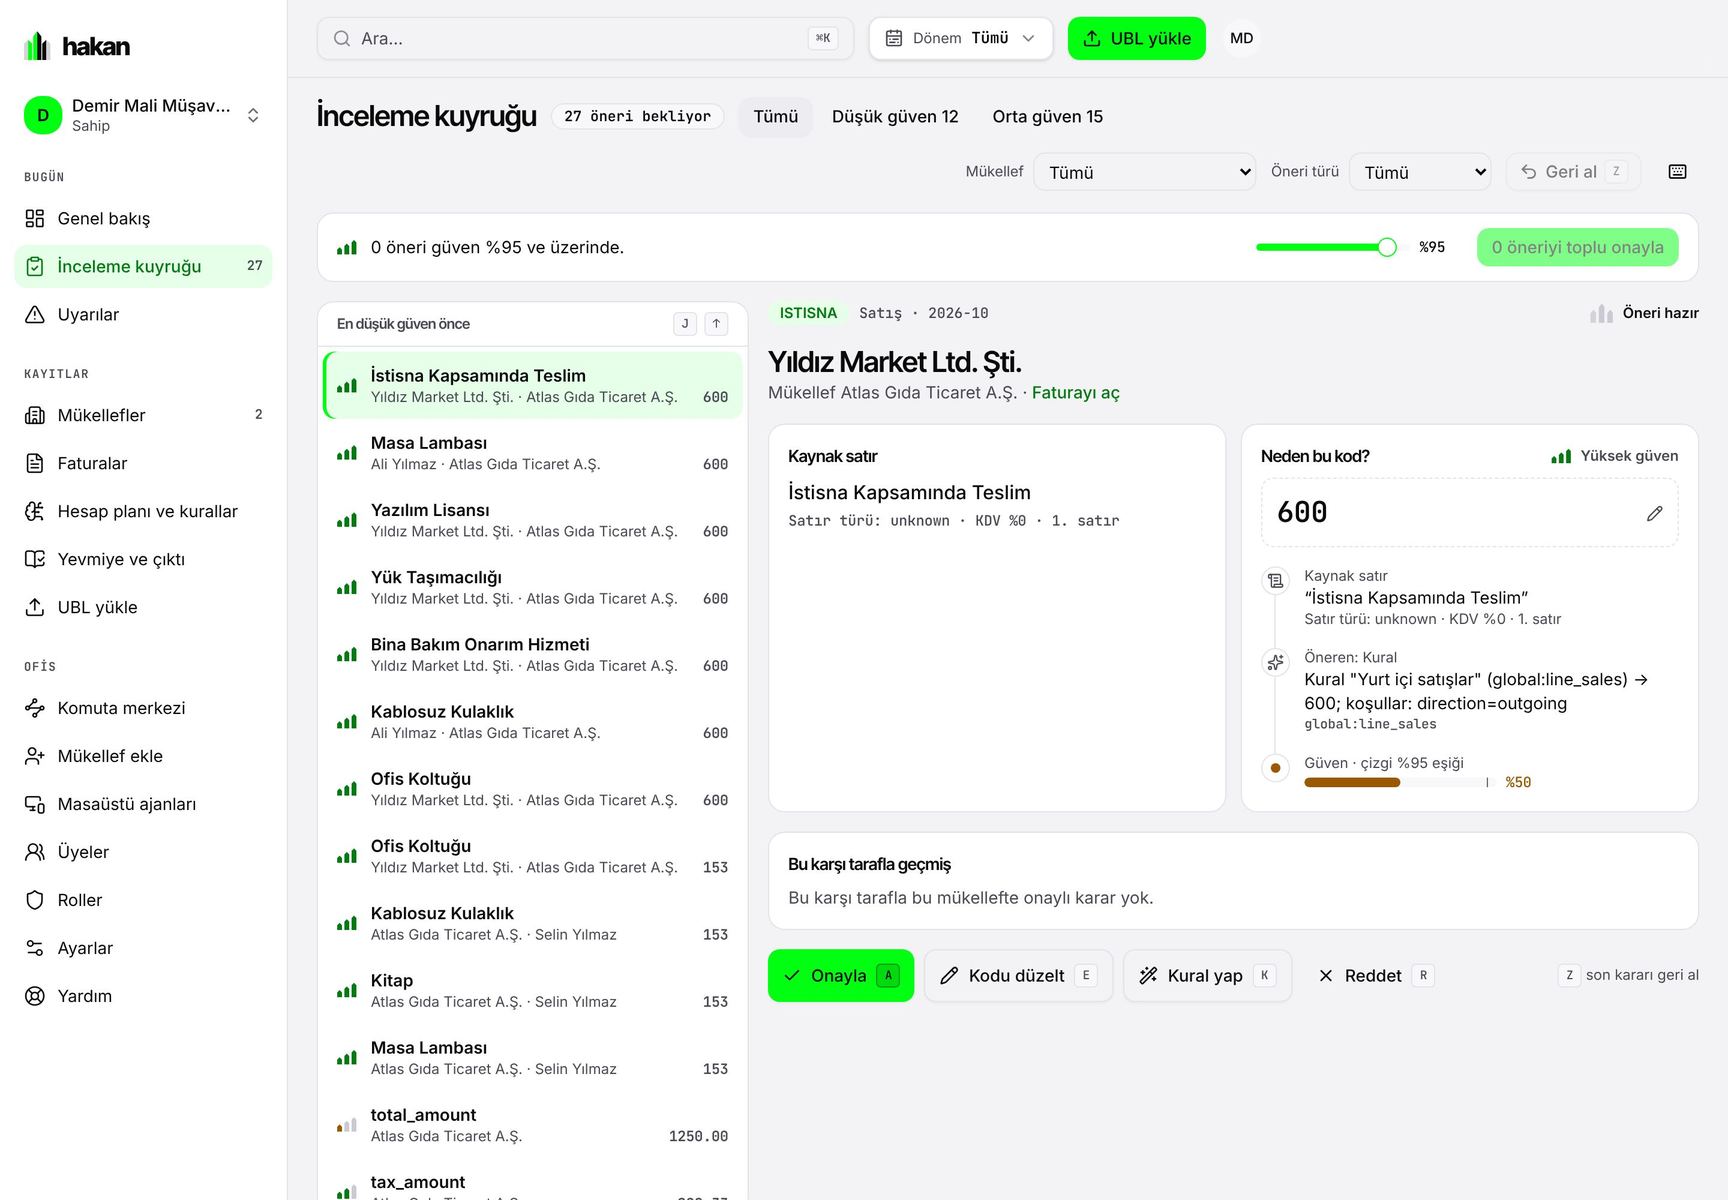 hakan
D
Demir Mali Müşav...
Sahip
BUGÜN
Genel bakış
İnceleme kuyruğu 27
Uyarılar
KAYITLAR
Mükellefler 2
Faturalar
Hesap planı ve kurallar
Yevmiye ve çıktı
UBL yükle
OFİS
Komuta merkezi
Mükellef ekle
Masaüstü ajanları
Üyeler
Roller
Ayarlar
Yardım
Ara... ⌘K
Dönem Tümü
UBL yükle
MD
İnceleme kuyruğu 27 öneri bekliyor Tümü Düşük güven 12 Orta güven 15
Mükellef Tümü Öneri türü Tümü Geri al Z
0 öneri güven %95 ve üzerinde. %95 0 öneriyi toplu onayla
En düşük güven önce J ↑
İstisna Kapsamında Teslim
Yıldız Market Ltd. Şti. · Atlas Gıda Ticaret A.Ş. 600
Masa Lambası
Ali Yılmaz · Atlas Gıda Ticaret A.Ş. 600
Yazılım Lisansı
Yıldız Market Ltd. Şti. · Atlas Gıda Ticaret A.Ş. 600
Yük Taşımacılığı
Yıldız Market Ltd. Şti. · Atlas Gıda Ticaret A.Ş. 600
Bina Bakım Onarım Hizmeti
Yıldız Market Ltd. Şti. · Atlas Gıda Ticaret A.Ş. 600
Kablosuz Kulaklık
Ali Yılmaz · Atlas Gıda Ticaret A.Ş. 600
Ofis Koltuğu
Yıldız Market Ltd. Şti. · Atlas Gıda Ticaret A.Ş. 600
Ofis Koltuğu
Yıldız Market Ltd. Şti. · Atlas Gıda Ticaret A.Ş. 153
Kablosuz Kulaklık
Atlas Gıda Ticaret A.Ş. · Selin Yılmaz 153
Kitap
Atlas Gıda Ticaret A.Ş. · Selin Yılmaz 153
Masa Lambası
Atlas Gıda Ticaret A.Ş. · Selin Yılmaz 153
total_amount
Atlas Gıda Ticaret A.Ş. 1250.00
tax_amount
ISTISNA Satış · 2026-10 Öneri hazır
Yıldız Market Ltd. Şti.
Mükellef Atlas Gıda Ticaret A.Ş. · Faturayı aç
Kaynak satır
İstisna Kapsamında Teslim
Satır türü: unknown · KDV %0 · 1. satır
Neden bu kod? Yüksek güven
600
Kaynak satır
“İstisna Kapsamında Teslim”
Satır türü: unknown · KDV %0 · 1. satır
Öneren: Kural
Kural "Yurt içi satışlar" (global:line_sales) →
600; koşullar: direction=outgoing
global:line_sales
Güven · çizgi %95 eşiği
%50
Bu karşı tarafla geçmiş
Bu karşı tarafla bu mükellefte onaylı karar yok.
Onayla A Kodu düzelt E Kural yap K Reddet R Z son kararı geri al